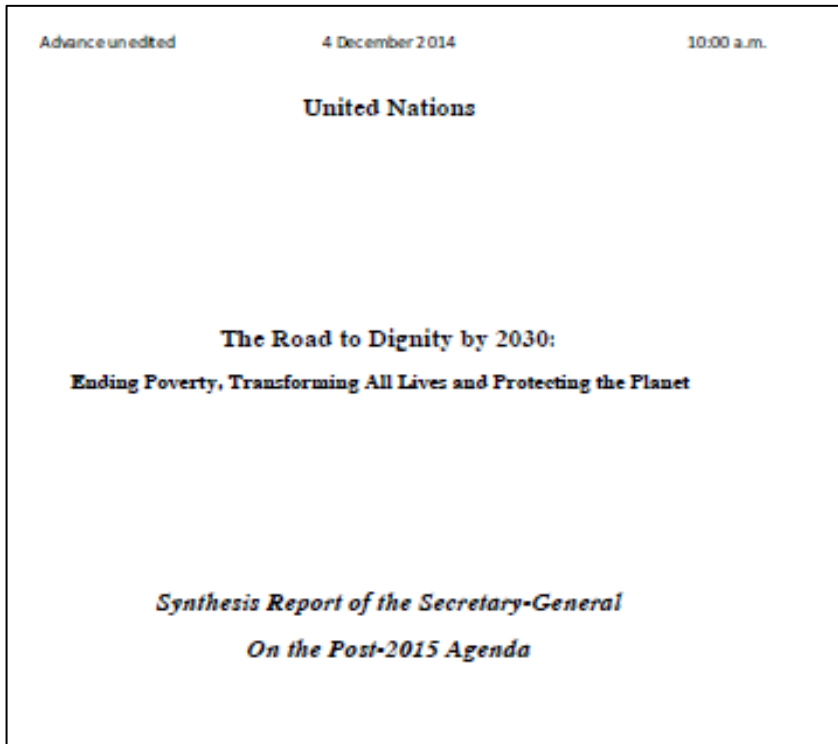 Advance unedited 4 December 2014 10:00 a.m.
United Nations
The Road to Dignity by 2030:
Ending Poverty, Transforming All Lives and Protecting the Planet
Synthesis Report of the Secretary-General
On the Post-2015 Agenda